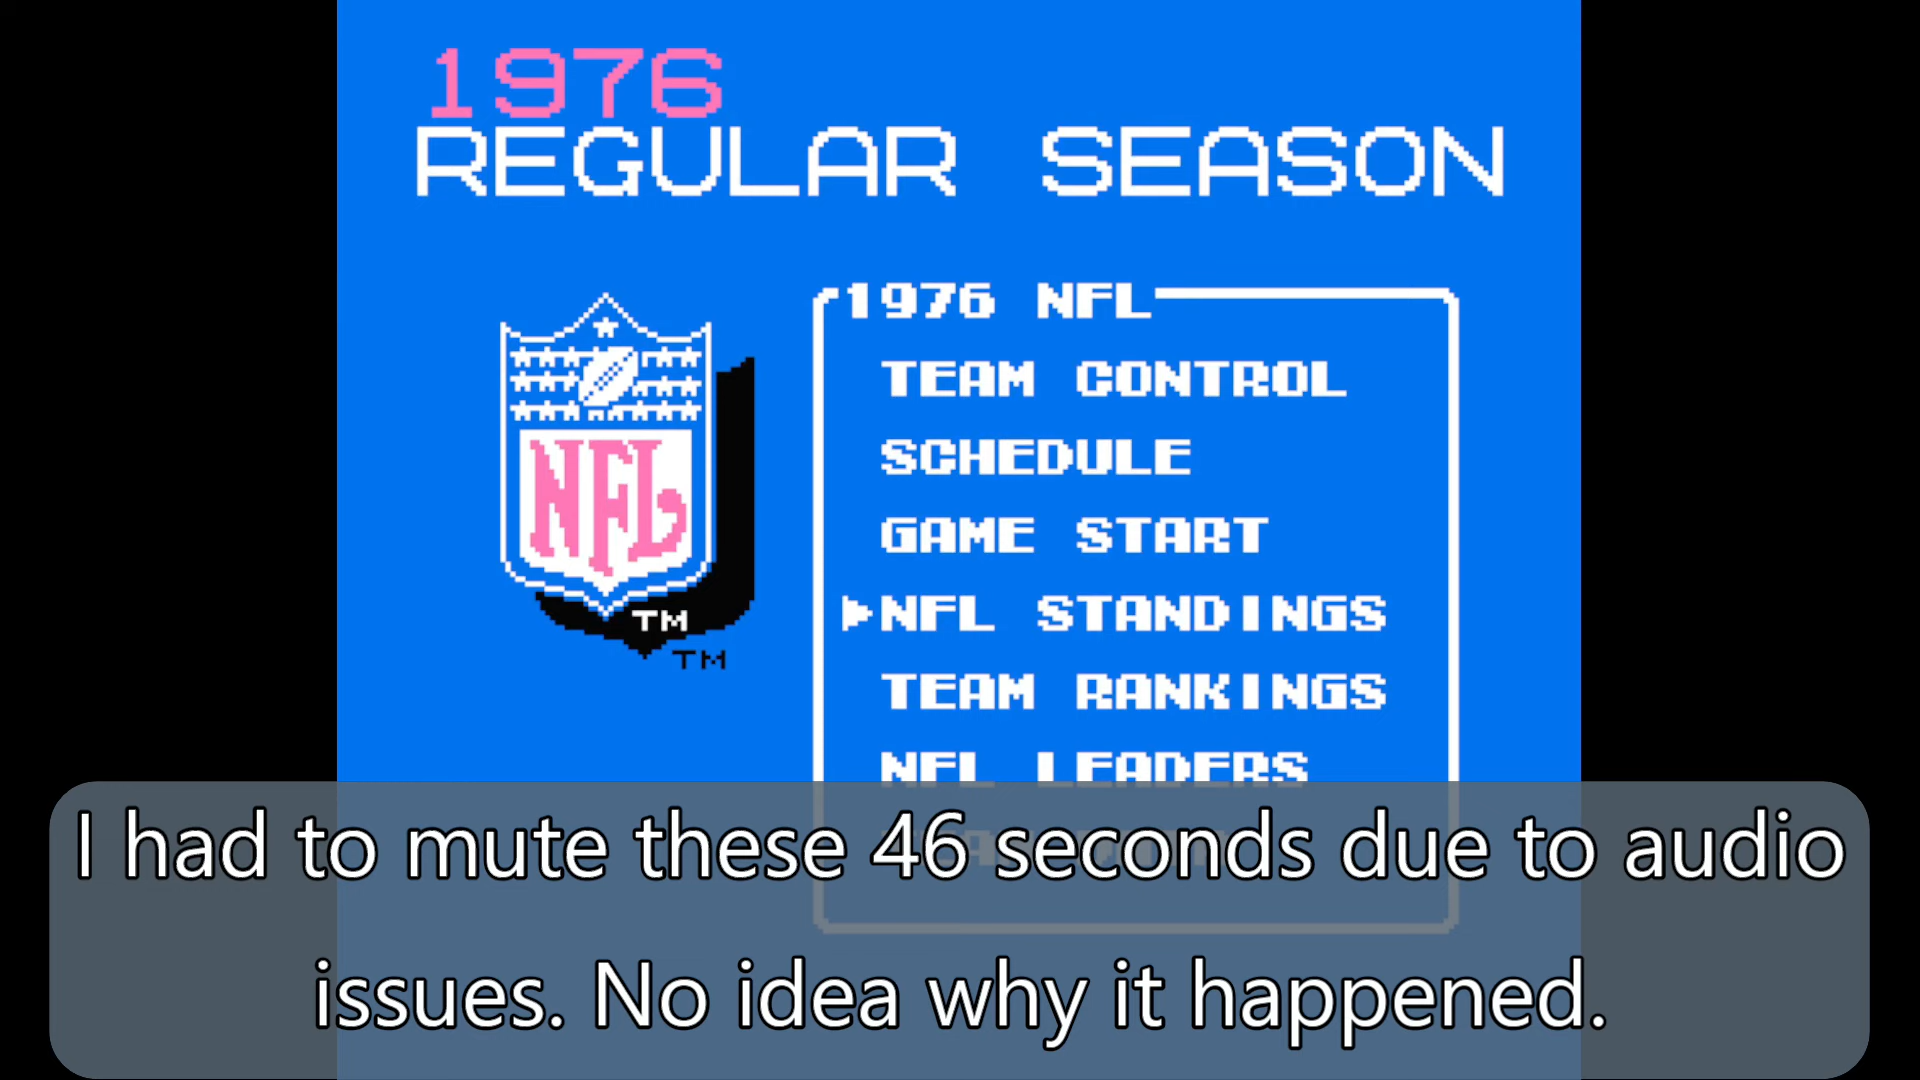 1976
REGULAR SEASON
1976 NFL
TEAM CONTROL
SCHEDULE
GAME START
NFL STANDINGS
TEAM RANKINGS
NFL LEADERS
NFL
TM
TM
I had to mute these 46 seconds due to audio
issues. No idea why it happened.